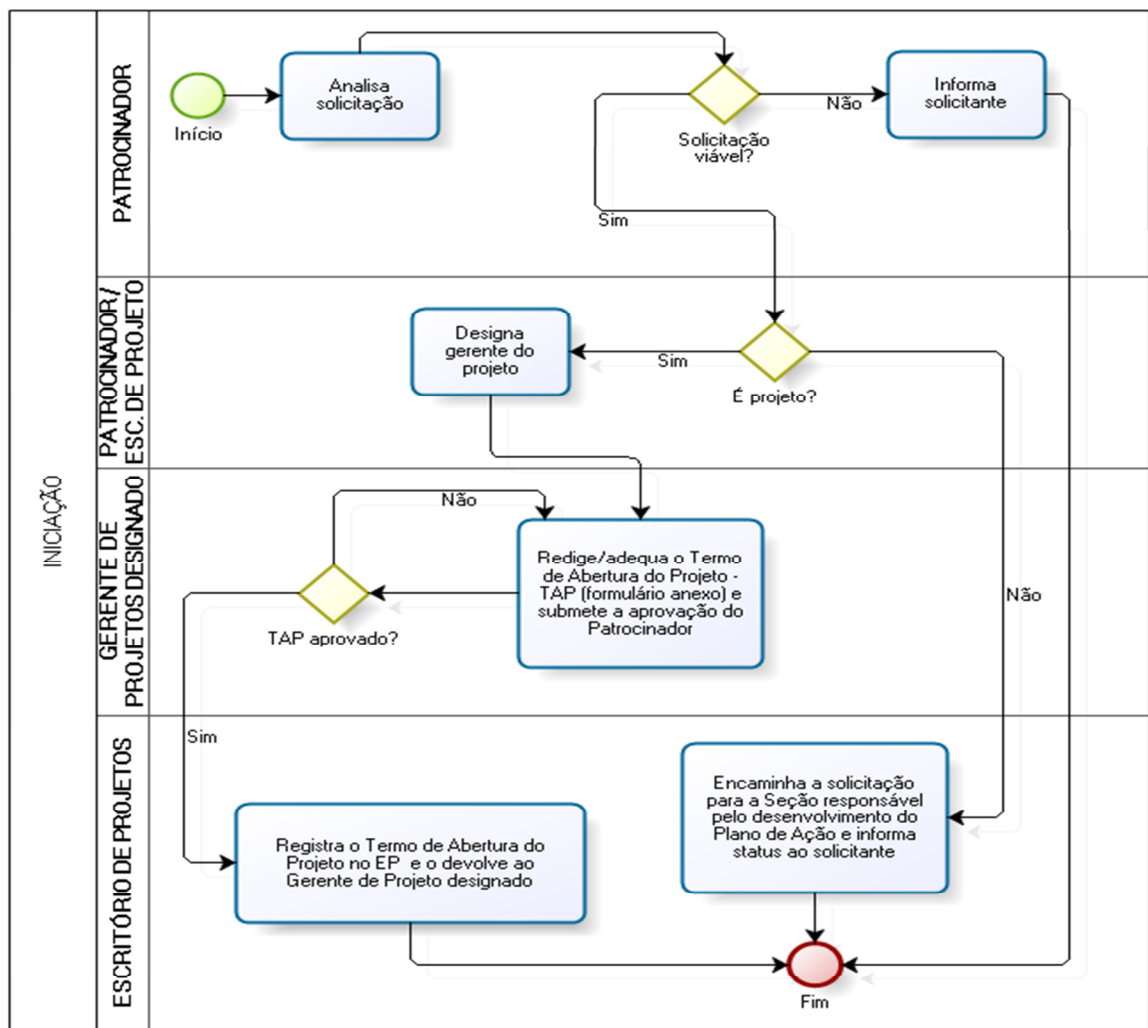 INICIAÇÃO
PATROCINADOR
Início
Analisa
solicitação
Solicitação
viável?
Não
Informa
solicitante
Sim
PATROCINADOR/
ESC. DE PROJETO
Designa
gerente do
projeto
Sim
É projeto?
Não
GERENTE DE
PROJETOS DESIGNADO
Não
TAP aprovado?
Redige/adequa o Termo
de Abertura do Projeto -
TAP (formulário anexo) e
submete a aprovação do
Patrocinador
Sim
ESCRITÓRIO DE PROJETOS
Registra o Termo de Abertura do
Projeto no EP e o devolve ao
Gerente de Projeto designado
Encaminha a solicitação
para a Seção responsável
pelo desenvolvimento do
Plano de Ação e informa
status ao solicitante
Fim